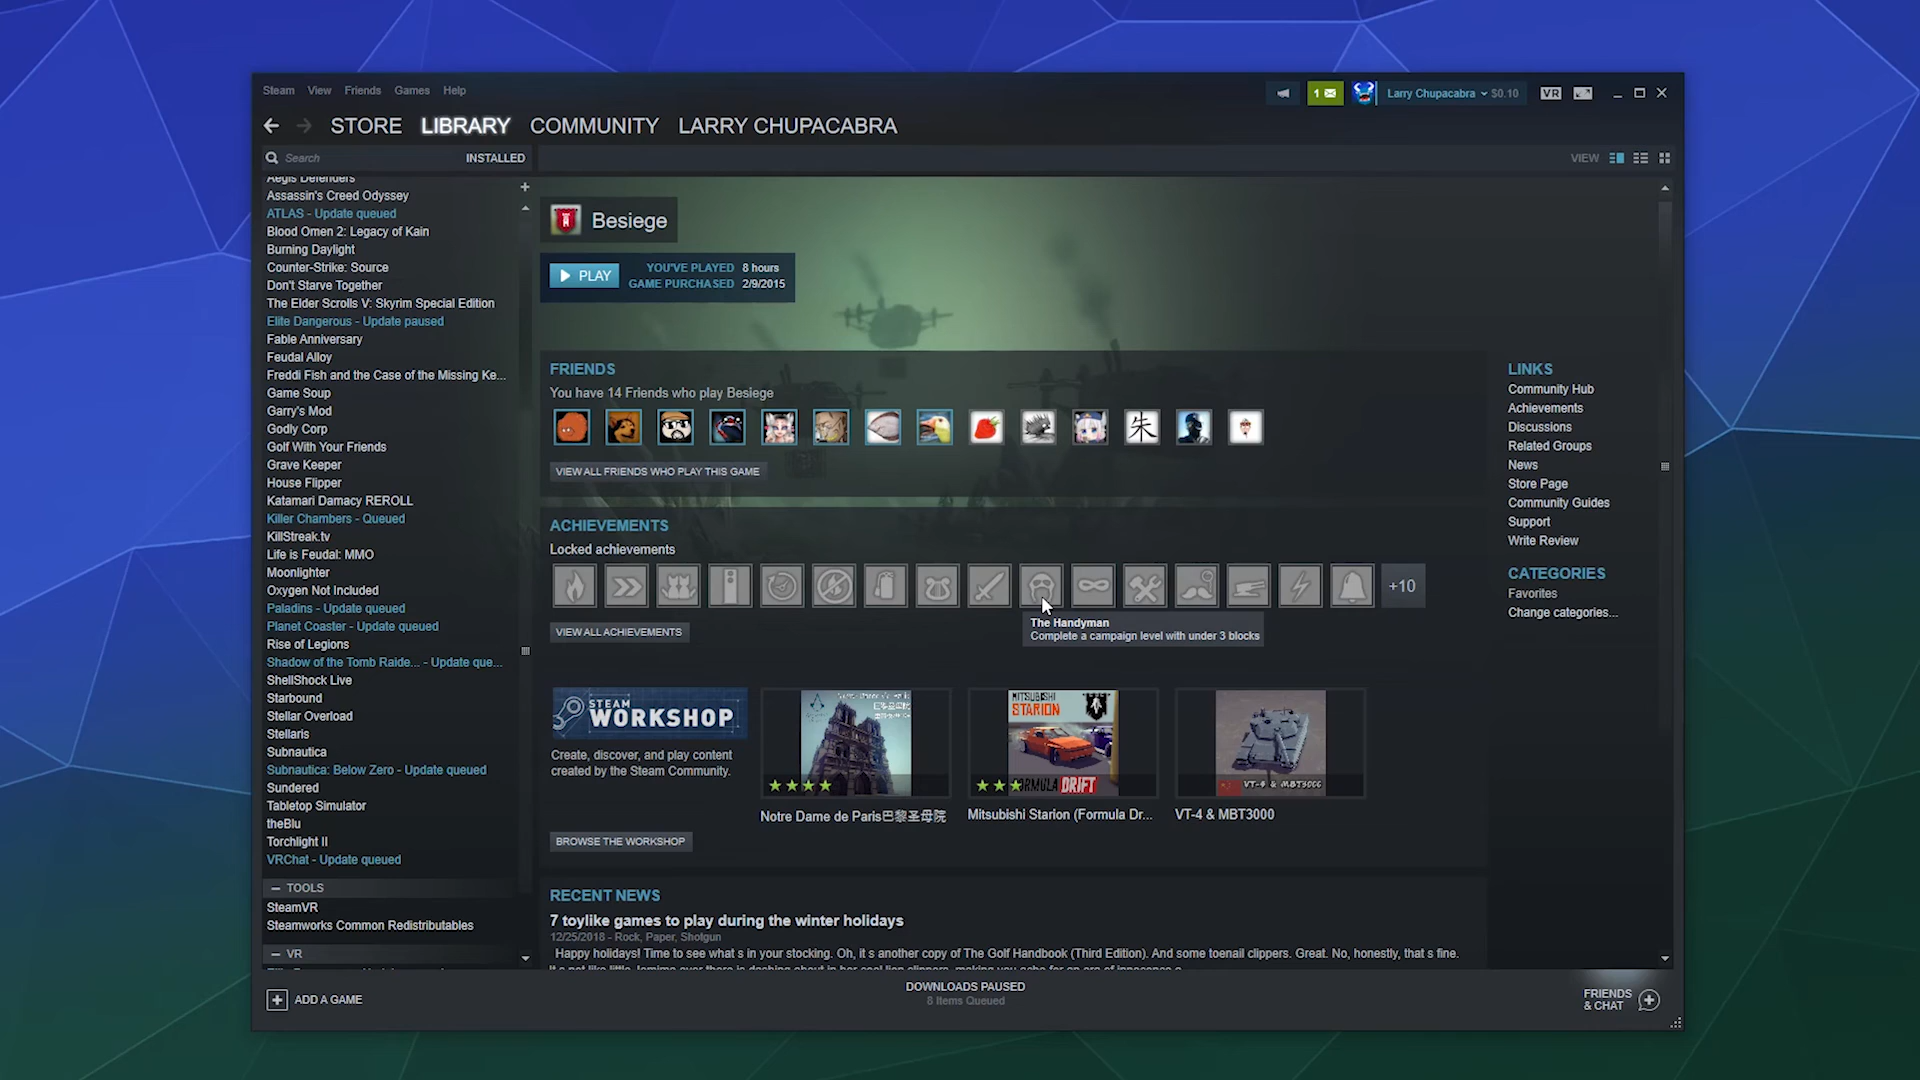 Steam View Friends Games Help
1 Larry Chupacabra $0.10 VR
STORE LIBRARY COMMUNITY LARRY CHUPACABRA
Search INSTALLED VIEW
Aegis Defenders
Assassin's Creed Odyssey
ATLAS - Update queued
Blood Omen 2: Legacy of Kain
Burning Daylight
Counter-Strike: Source
Don't Starve Together
The Elder Scrolls V: Skyrim Special Edition
Elite Dangerous - Update paused
Fable Anniversary
Feudal Alloy
Freddi Fish and the Case of the Missing Ke...
Game Soup
Garry's Mod
Godly Corp
Golf With Your Friends
Grave Keeper
House Flipper
Katamari Damacy REROLL
Killer Chambers - Queued
KillStreak.tv
Life is Feudal: MMO
Moonlighter
Oxygen Not Included
Paladins - Update queued
Planet Coaster - Update queued
Rise of Legions
Shadow of the Tomb Raide... - Update que...
ShellShock Live
Starbound
Stellar Overload
Stellaris
Subnautica
Subnautica: Below Zero - Update queued
Sundered
Tabletop Simulator
theBlu
Torchlight II
VRChat - Update queued
TOOLS
SteamVR
Steamworks Common Redistributables
VR
Besiege
PLAY
YOU'VE PLAYED 8 hours
GAME PURCHASED 2/9/2015
FRIENDS
You have 14 Friends who play Besiege
朱
VIEW ALL FRIENDS WHO PLAY THIS GAME
ACHIEVEMENTS
Locked achievements
+10
The Handyman
Complete a campaign level with under 3 blocks
VIEW ALL ACHIEVEMENTS
STEAM
WORKSHOP
Create, discover, and play content
created by the Steam Community.
BROWSE THE WORKSHOP
Notre Dame de Paris巴黎圣母院
MITSUBISHI
STARION
FORMULA DRIFT
Mitsubishi Starion (Formula Dr...
VT-4 & MBT3000
VT-4 & MBT3000
RECENT NEWS
7 toylike games to play during the winter holidays
12/25/2018 - Rock, Paper, Shotgun
Happy holidays! Time to see what s in your stocking. Oh, it s another copy of The Golf Handbook (Third Edition). And some toenail clippers. Great. No, honestly, that s fine.
LINKS
Community Hub
Achievements
Discussions
Related Groups
News
Store Page
Community Guides
Support
Write Review
CATEGORIES
Favorites
Change categories...
ADD A GAME
DOWNLOADS PAUSED
8 Items Queued
FRIENDS
& CHAT